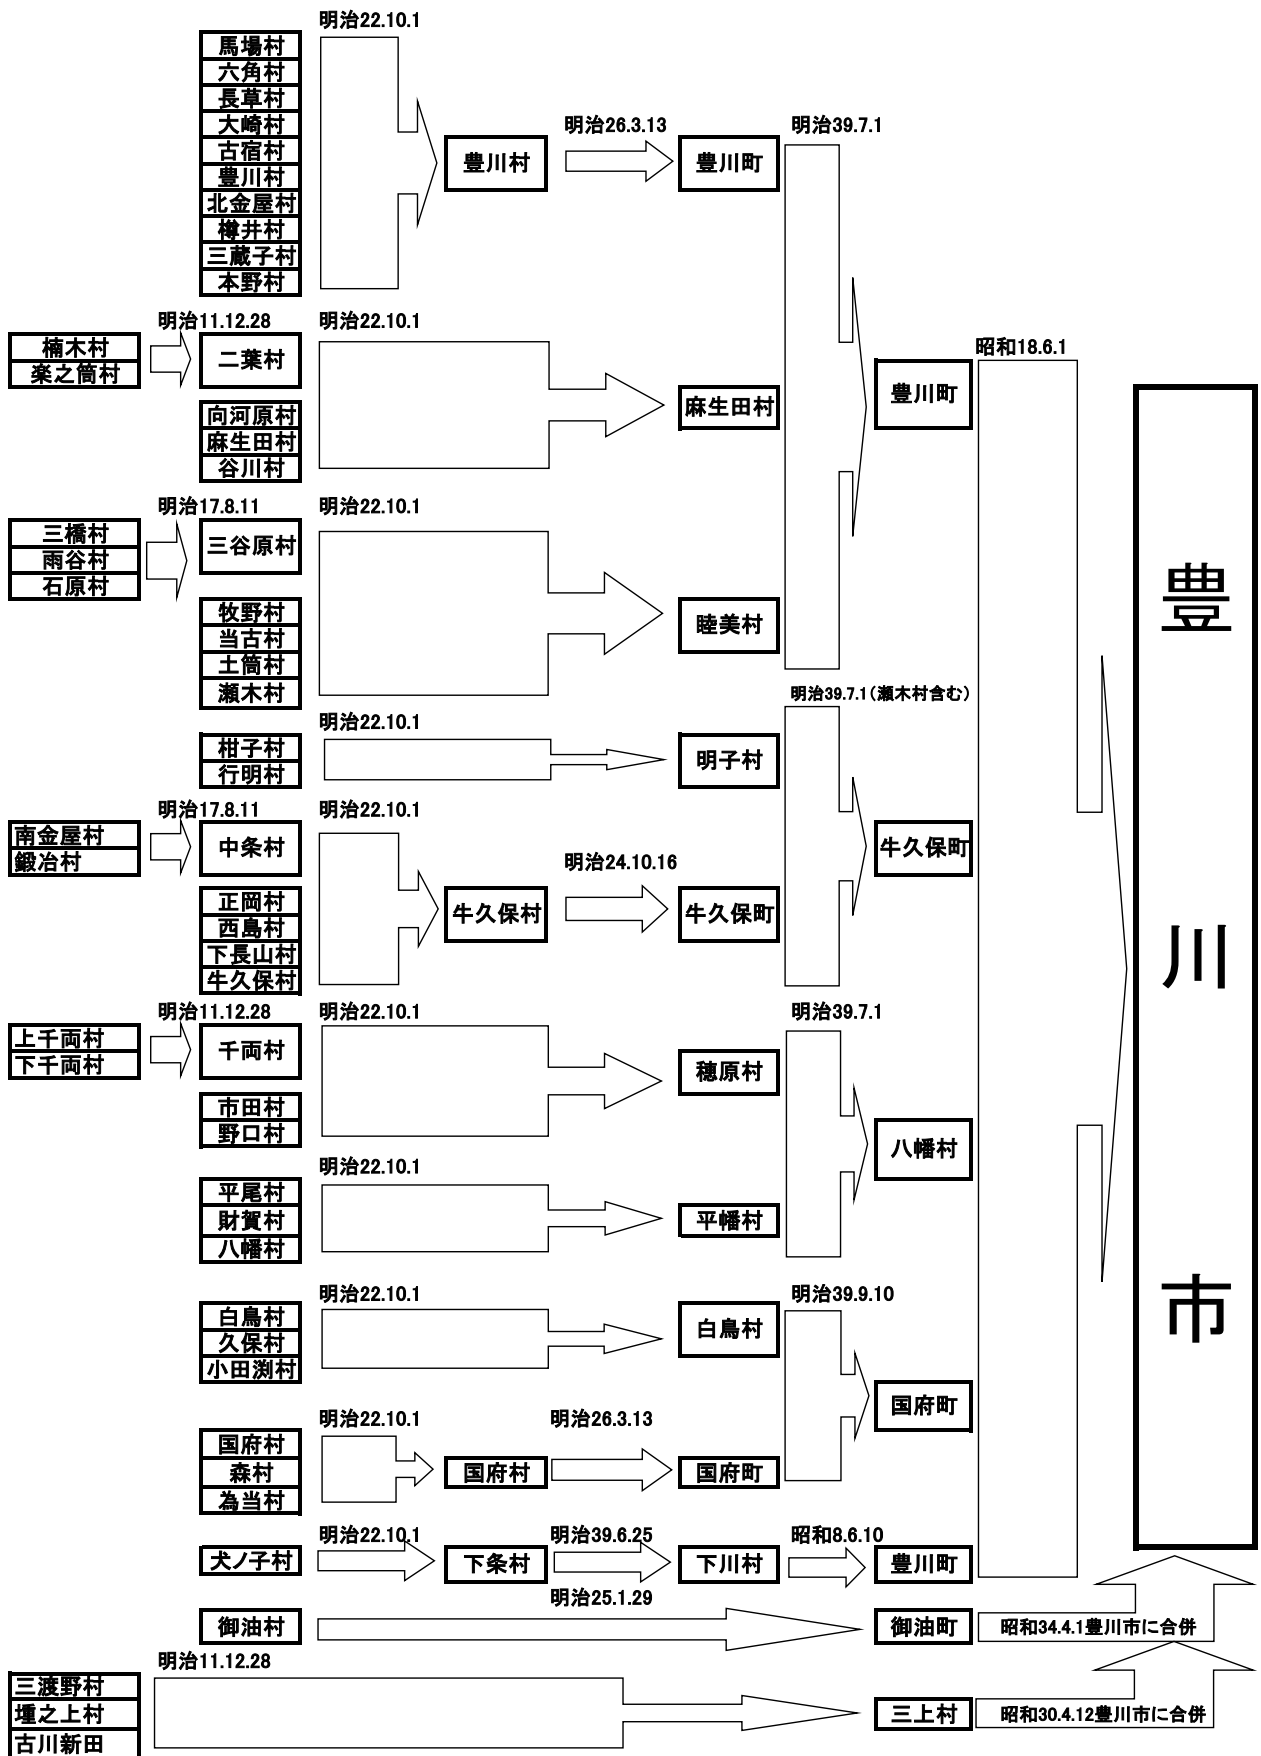 明治22.10.1
馬場村
六角村
長草村
大崎村
古宿村
豊川村
北金屋村
樽井村
三蔵子村
本野村
豊川村
明治26.3.13
豊川町
明治39.7.1
明治11.12.28
楠木村
楽之筒村
二葉村
向河原村
麻生田村
谷川村
明治22.10.1
麻生田村
豊川町
昭和18.6.1
明治17.8.11
三橋村
雨谷村
石原村
三谷原村
牧野村
当古村
土筒村
瀬木村
明治22.10.1
睦美村
明治39.7.1(瀬木村含む)
柑子村
行明村
明治22.10.1
明子村
明治17.8.11
南金屋村
鍛冶村
中条村
正岡村
西島村
下長山村
牛久保村
明治22.10.1
牛久保村
明治24.10.16
牛久保町
牛久保町
明治11.12.28
上千両村
下千両村
千両村
市田村
野口村
明治22.10.1
穂原村
明治39.7.1
八幡村
平尾村
財賀村
八幡村
明治22.10.1
平幡村
白鳥村
久保村
小田渕村
明治22.10.1
白鳥村
明治39.9.10
国府町
国府村
森村
為当村
明治22.10.1
国府村
明治26.3.13
国府町
犬ノ子村
明治22.10.1
下条村
明治39.6.25
下川村
昭和8.6.10
豊川町
御油村
明治25.1.29
御油町
昭和34.4.1豊川市に合併
明治11.12.28
三渡野村
埵之上村
古川新田
三上村
昭和30.4.12豊川市に合併
豊川市